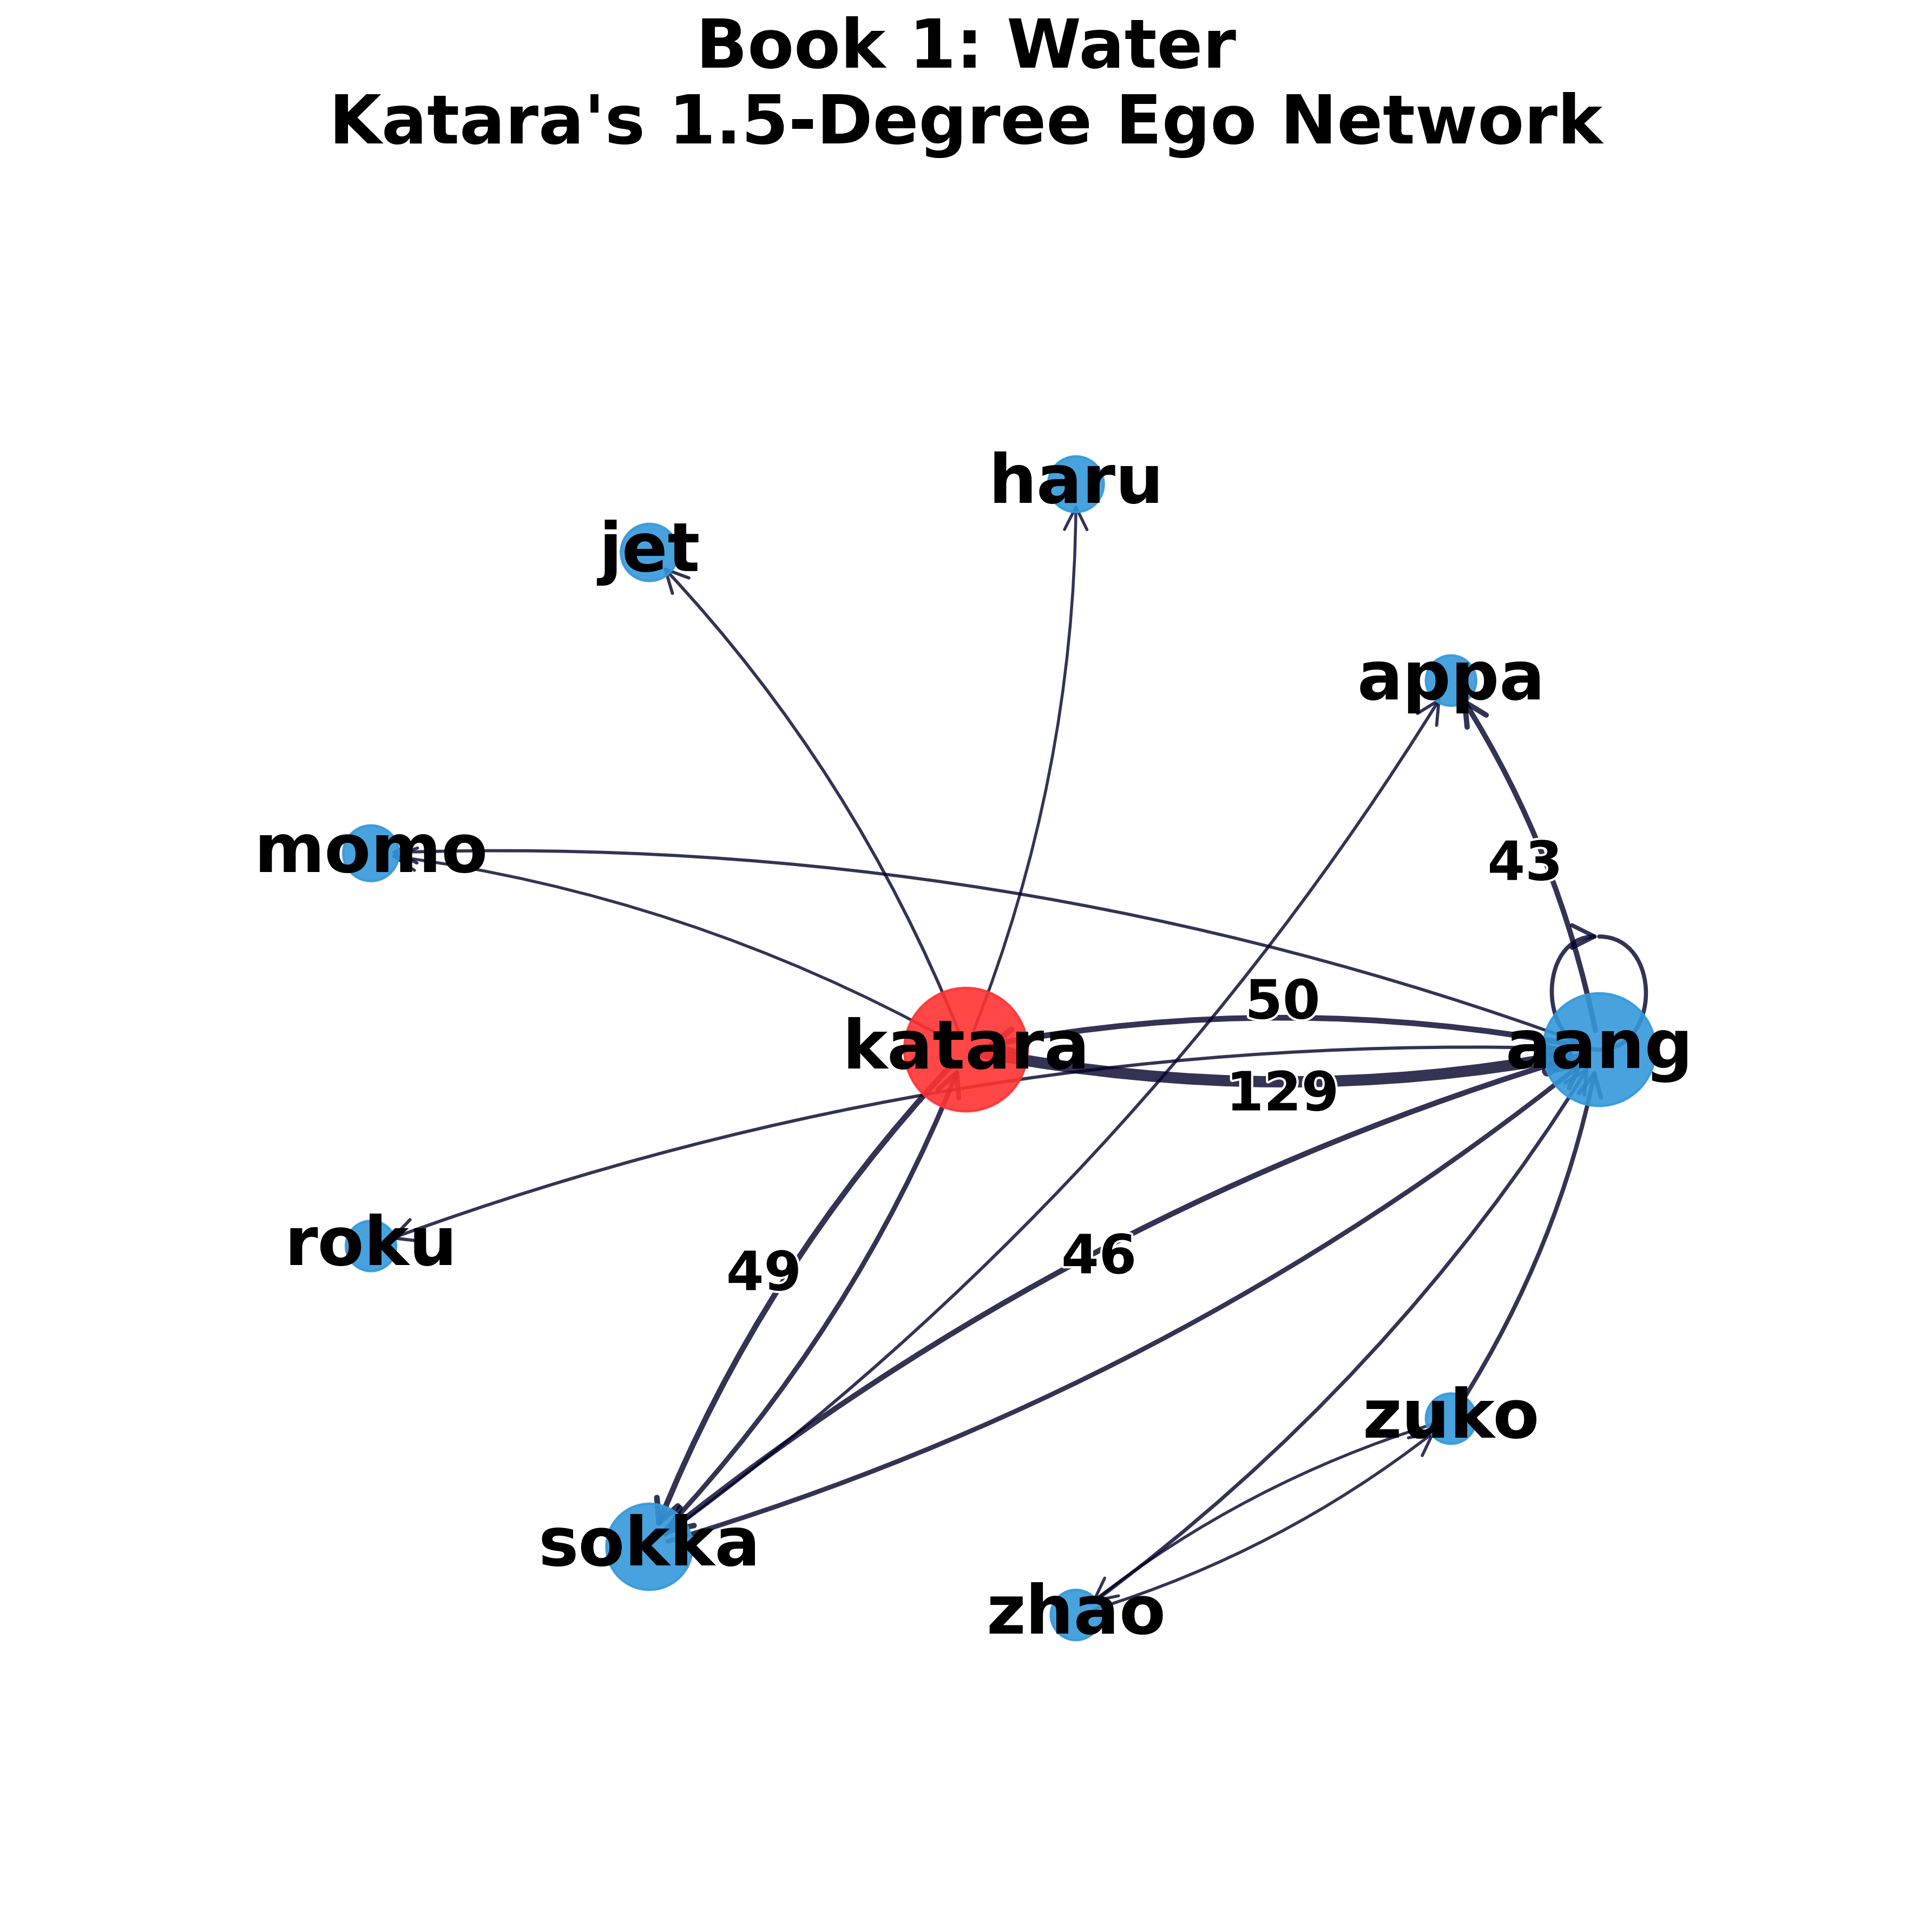 Book 1: Water
Katara's 1.5-Degree Ego Network
haru
jet
appa
momo
43
50
katara
aang
129
roku
49
46
zuko
sokka
zhao